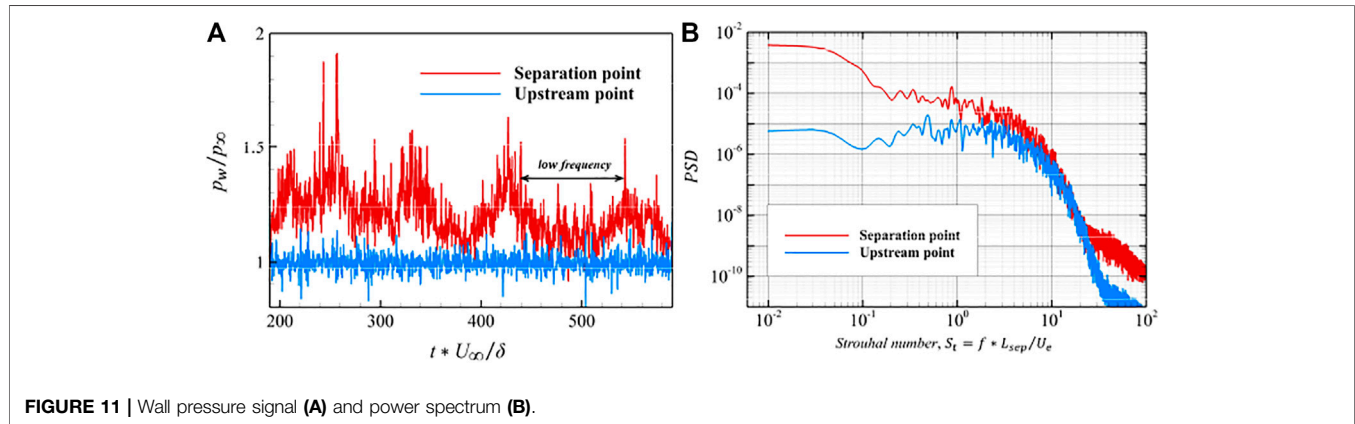 A
2
1.5
1
p_w/p_∞
Separation point
Upstream point
low frequency
200 300 400 500
t * U_∞/δ
B
10^-2
10^-4
10^-6
10^-8
10^-10
PSD
Separation point
Upstream point
10^-2 10^-1 10^0 10^1 10^2
Strouhal number, S_t = f * L_sep/U_e
FIGURE 11 | Wall pressure signal (A) and power spectrum (B).